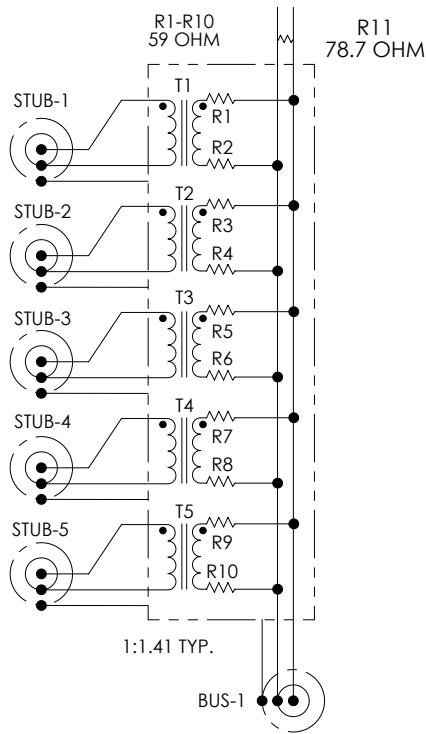 R1-R10
59 OHM
R11
78.7 OHM
STUB-1
T1
R1
R2
STUB-2
T2
R3
R4
STUB-3
T3
R5
R6
STUB-4
T4
R7
R8
STUB-5
T5
R9
R10
1:1.41 TYP.
BUS-1